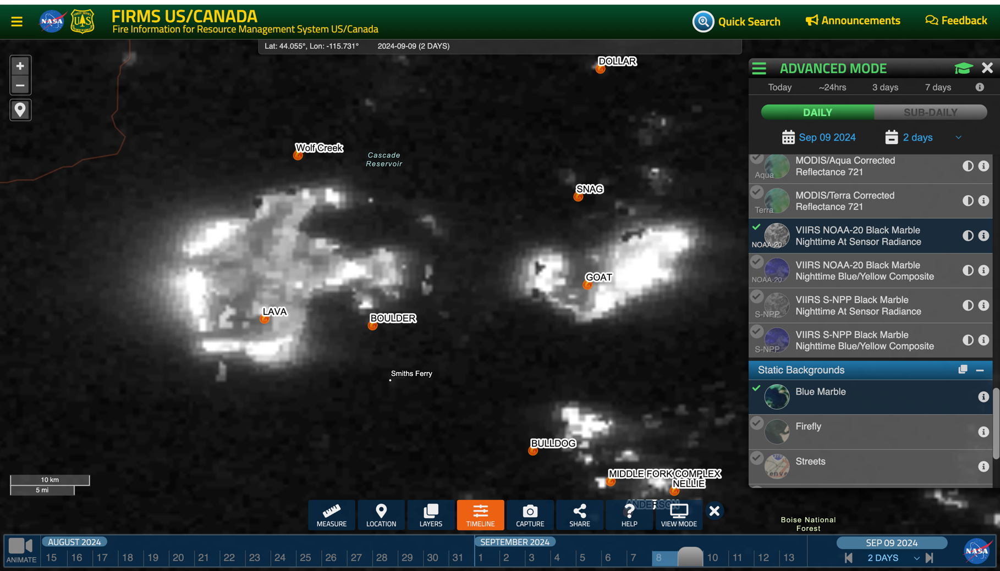 FIRMS US/CANADA
Fire Information for Resource Management System US/Canada
NASA
UAS
Quick Search
Announcements
Feedback
Lat: 44.055°, Lon: -115.731° 2024-09-09 (2 DAYS)
+
−
DOLLAR
Wolf Creek
Cascade
Reservoir
SNAG
GOAT
LAVA
BOULDER
Smiths Ferry
BULLDOG
MIDDLE FORK COMPLEX
NELLIE
ANDERSON
Boise National
Forest
10 km
5 mi
ADVANCED MODE
Today ~24hrs 3 days 7 days
DAILY SUB-DAILY
Sep 09 2024 2 days
MODIS/Aqua Corrected
Reflectance 721
Aqua
MODIS/Terra Corrected
Reflectance 721
Terra
VIIRS NOAA-20 Black Marble
Nighttime At Sensor Radiance
NOAA-20
VIIRS NOAA-20 Black Marble
Nighttime Blue/Yellow Composite
NOAA-20
VIIRS S-NPP Black Marble
Nighttime At Sensor Radiance
S-NPP
VIIRS S-NPP Black Marble
Nighttime Blue/Yellow Composite
S-NPP
Static Backgrounds
Blue Marble
Firefly
Streets
MEASURE LOCATION LAYERS TIMELINE CAPTURE SHARE HELP VIEW MODE
ANIMATE
AUGUST 2024 SEPTEMBER 2024
15 16 17 18 19 20 21 22 23 24 25 26 27 28 29 30 31 1 2 3 4 5 6 7 8 10 11 12 13
SEP 09 2024
2 DAYS
NASA